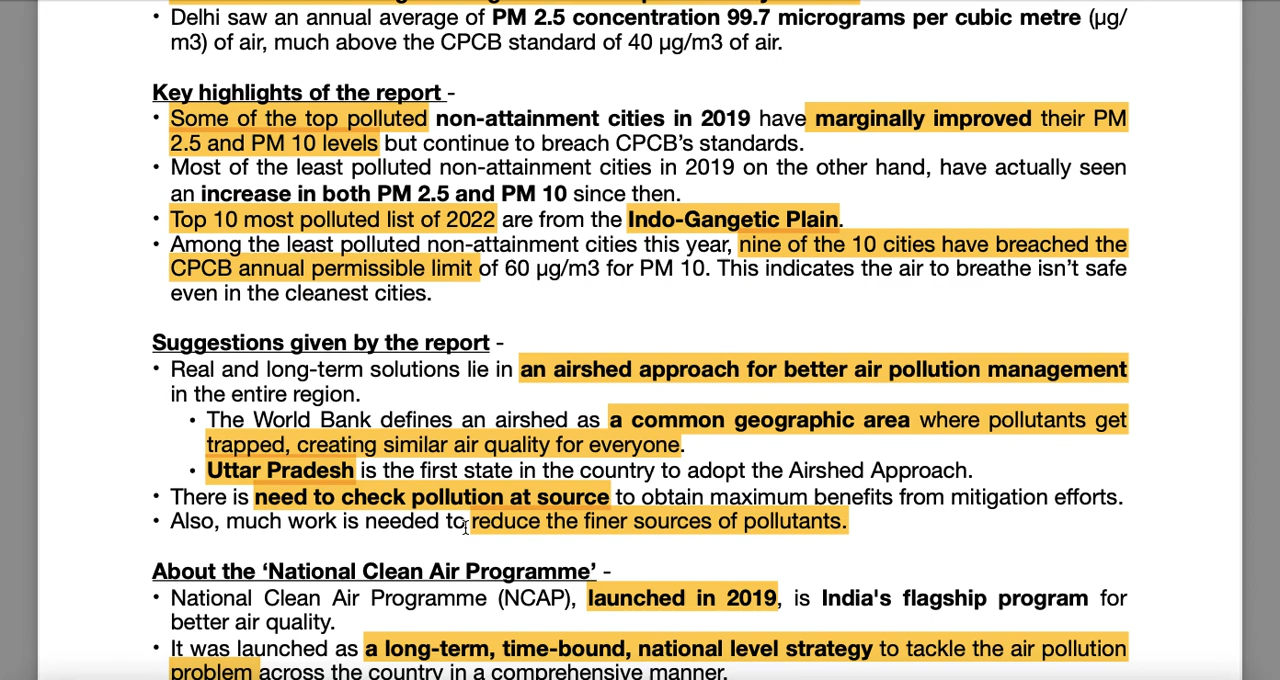 • Delhi saw an annual average of PM 2.5 concentration 99.7 micrograms per cubic metre (µg/
m3) of air, much above the CPCB standard of 40 µg/m3 of air.
Key highlights of the report -
• Some of the top polluted non-attainment cities in 2019 have marginally improved their PM
2.5 and PM 10 levels but continue to breach CPCB’s standards.
• Most of the least polluted non-attainment cities in 2019 on the other hand, have actually seen
an increase in both PM 2.5 and PM 10 since then.
• Top 10 most polluted list of 2022 are from the Indo-Gangetic Plain.
• Among the least polluted non-attainment cities this year, nine of the 10 cities have breached the
CPCB annual permissible limit of 60 µg/m3 for PM 10. This indicates the air to breathe isn’t safe
even in the cleanest cities.
Suggestions given by the report -
• Real and long-term solutions lie in an airshed approach for better air pollution management
in the entire region.
• The World Bank defines an airshed as a common geographic area where pollutants get
trapped, creating similar air quality for everyone.
• Uttar Pradesh is the first state in the country to adopt the Airshed Approach.
• There is need to check pollution at source to obtain maximum benefits from mitigation efforts.
• Also, much work is needed to reduce the finer sources of pollutants.
About the ‘National Clean Air Programme’ -
• National Clean Air Programme (NCAP), launched in 2019, is India's flagship program for
better air quality.
• It was launched as a long-term, time-bound, national level strategy to tackle the air pollution
problem across the country in a comprehensive manner.